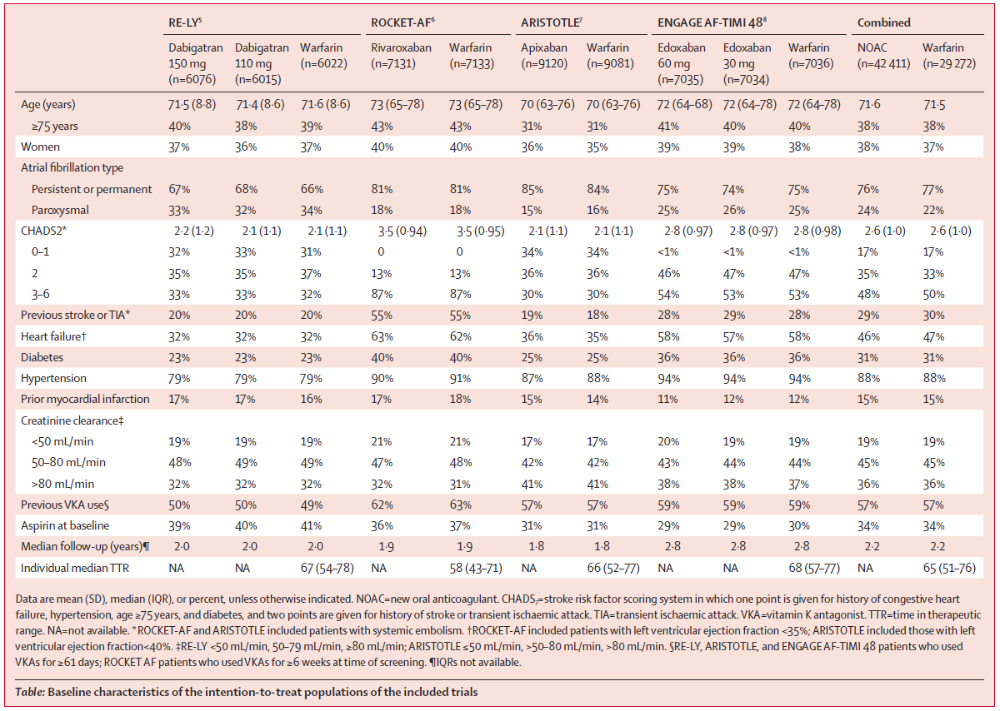 RE-LY5 ROCKET-AF6 ARISTOTLE7 ENGAGE AF-TIMI 488 Combined
Dabigatran 150 mg (n=6076) Dabigatran 110 mg (n=6015) Warfarin (n=6022) Rivaroxaban (n=7131) Warfarin (n=7133) Apixaban (n=9120) Warfarin (n=9081) Edoxaban 60 mg (n=7035) Edoxaban 30 mg (n=7034) Warfarin (n=7036) NOAC (n=42 411) Warfarin (n=29 272)
Age (years) 71·5 (8·8) 71·4 (8·6) 71·6 (8·6) 73 (65–78) 73 (65–78) 70 (63–76) 70 (63–76) 72 (64–68) 72 (64–78) 72 (64–78) 71·6 71·5
≥75 years 40% 38% 39% 43% 43% 31% 31% 41% 40% 40% 38% 38%
Women 37% 36% 37% 40% 40% 36% 35% 39% 39% 38% 38% 37%
Atrial fibrillation type
Persistent or permanent 67% 68% 66% 81% 81% 85% 84% 75% 74% 75% 76% 77%
Paroxysmal 33% 32% 34% 18% 18% 15% 16% 25% 26% 25% 24% 22%
CHADS2* 2·2 (1·2) 2·1 (1·1) 2·1 (1·1) 3·5 (0·94) 3·5 (0·95) 2·1 (1·1) 2·1 (1·1) 2·8 (0·97) 2·8 (0·97) 2·8 (0·98) 2·6 (1·0) 2·6 (1·0)
0–1 32% 33% 31% 0 0 34% 34% <1% <1% <1% 17% 17%
2 35% 35% 37% 13% 13% 36% 36% 46% 47% 47% 35% 33%
3–6 33% 33% 32% 87% 87% 30% 30% 54% 53% 53% 48% 50%
Previous stroke or TIA* 20% 20% 20% 55% 55% 19% 18% 28% 29% 28% 29% 30%
Heart failure† 32% 32% 32% 63% 62% 36% 35% 58% 57% 58% 46% 47%
Diabetes 23% 23% 23% 40% 40% 25% 25% 36% 36% 36% 31% 31%
Hypertension 79% 79% 79% 90% 91% 87% 88% 94% 94% 94% 88% 88%
Prior myocardial infarction 17% 17% 16% 17% 18% 15% 14% 11% 12% 12% 15% 15%
Creatinine clearance‡
<50 mL/min 19% 19% 19% 21% 21% 17% 17% 20% 19% 19% 19% 19%
50–80 mL/min 48% 49% 49% 47% 48% 42% 42% 43% 44% 44% 45% 45%
>80 mL/min 32% 32% 32% 32% 31% 41% 41% 38% 38% 37% 36% 36%
Previous VKA use§ 50% 50% 49% 62% 63% 57% 57% 59% 59% 59% 57% 57%
Aspirin at baseline 39% 40% 41% 36% 37% 31% 31% 29% 29% 30% 34% 34%
Median follow-up (years)¶ 2·0 2·0 2·0 1·9 1·9 1·8 1·8 2·8 2·8 2·8 2·2 2·2
Individual median TTR NA NA 67 (54–78) NA 58 (43–71) NA 66 (52–77) NA NA 68 (57–77) NA 65 (51–76)
Data are mean (SD), median (IQR), or percent, unless otherwise indicated. NOAC=new oral anticoagulant. CHADS2=stroke risk factor scoring system in which one point is given for history of congestive heart
failure, hypertension, age ≥75 years, and diabetes, and two points are given for history of stroke or transient ischaemic attack. TIA=transient ischaemic attack. VKA=vitamin K antagonist. TTR=time in therapeutic
range. NA=not available. *ROCKET-AF and ARISTOTLE included patients with systemic embolism. †ROCKET-AF included patients with left ventricular ejection fraction <35%; ARISTOTLE included those with left
ventricular ejection fraction<40%. ‡RE-LY <50 mL/min, 50–79 mL/min, ≥80 mL/min; ARISTOTLE ≤50 mL/min, >50–80 mL/min, >80 mL/min. §RE-LY, ARISTOTLE, and ENGAGE AF-TIMI 48 patients who used
VKAs for ≥61 days; ROCKET AF patients who used VKAs for ≥6 weeks at time of screening. ¶IQRs not available.
Table: Baseline characteristics of the intention-to-treat populations of the included trials